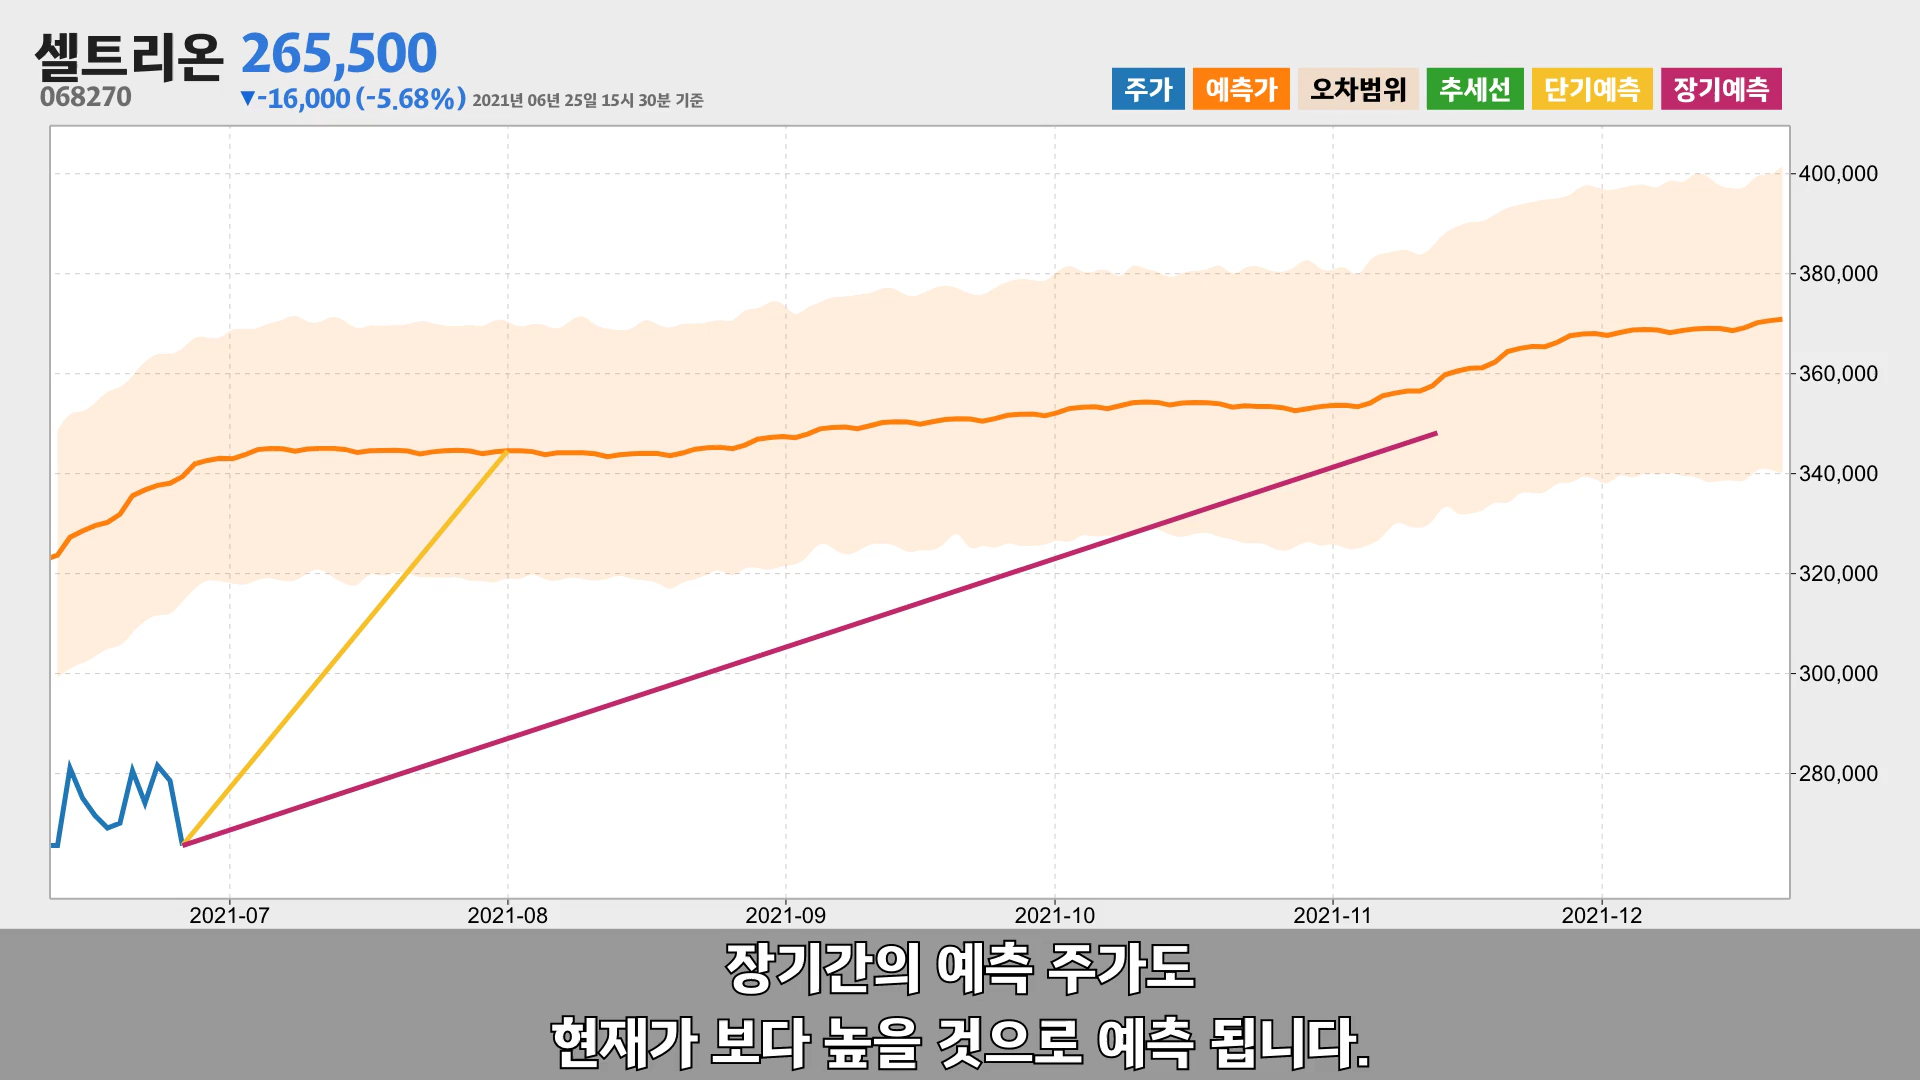 셀트리온 265,500
068270 ▼-16,000 (-5.68%) 2021년 06월 25일 15시 30분 기준
주가 예측가 오차범위 추세선 단기예측 장기예측
400,000
380,000
360,000
340,000
320,000
300,000
280,000
2021-07 2021-08 2021-09 2021-10 2021-11 2021-12
장기간의 예측 주가도
현재가 보다 높을 것으로 예측 됩니다.